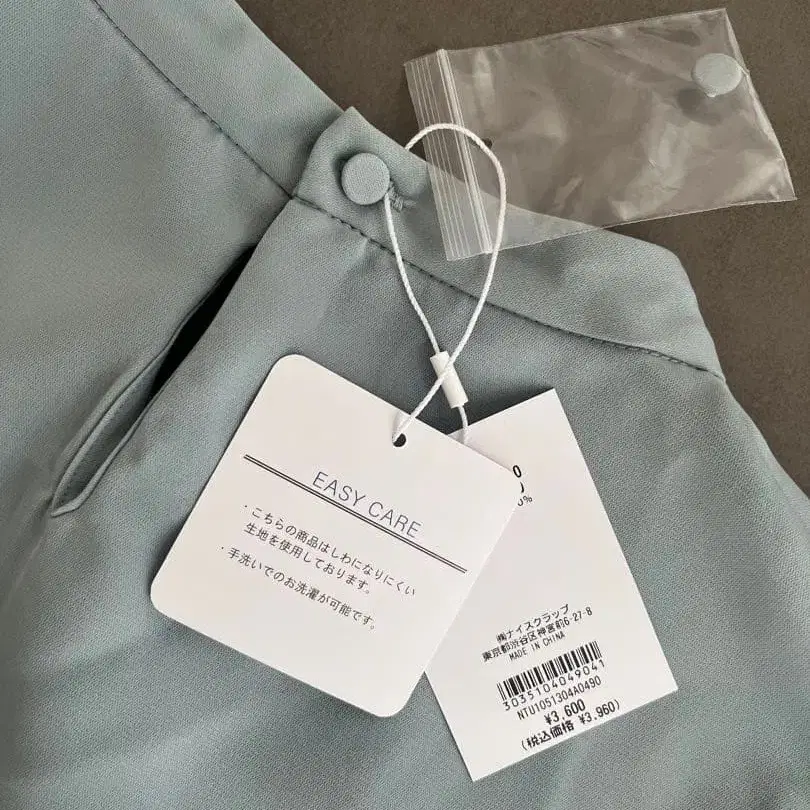 EASY CARE
・こちらの商品はしわになりにくい
生地を使用しております。
・手洗いでのお洗濯が可能です。
0
0%
㈱ナイスクラップ
東京都渋谷区神宮前6-27-8
MADE IN CHINA
3035104049041
NTU1051304A0490
¥3,600
(税込価格 ¥3,960)